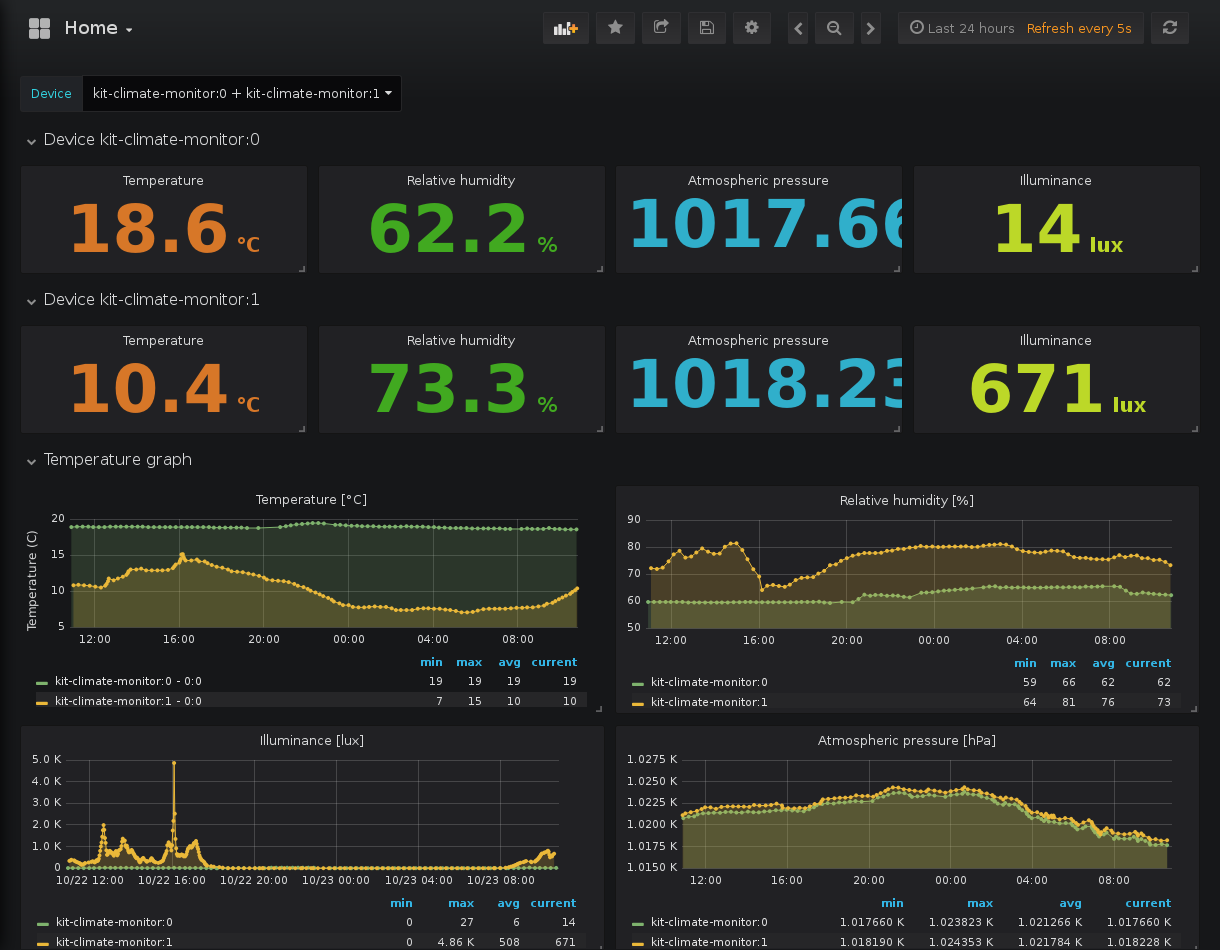 Home
Last 24 hours Refresh every 5s
Device kit-climate-monitor:0 + kit-climate-monitor:1
Device kit-climate-monitor:0
Temperature Relative humidity Atmospheric pressure Illuminance
18.6 °C 62.2 % 1017.66 14 lux
Device kit-climate-monitor:1
Temperature Relative humidity Atmospheric pressure Illuminance
10.4 °C 73.3 % 1018.23 671 lux
Temperature graph
Temperature [°C]
Temperature (C)
20
15
10
5
12:00 16:00 20:00 00:00 04:00 08:00
min max avg current
kit-climate-monitor:0 - 0:0 19 19 19 19
kit-climate-monitor:1 - 0:0 7 15 10 10
Relative humidity [%]
90
80
70
60
50
12:00 16:00 20:00 00:00 04:00 08:00
min max avg current
kit-climate-monitor:0 59 66 62 62
kit-climate-monitor:1 64 81 76 73
Illuminance [lux]
5.0 K
4.0 K
3.0 K
2.0 K
1.0 K
0
10/22 12:00 10/22 16:00 10/22 20:00 10/23 00:00 10/23 04:00 10/23 08:00
min max avg current
kit-climate-monitor:0 0 27 6 14
kit-climate-monitor:1 0 4.86 K 508 671
Atmospheric pressure [hPa]
1.0275 K
1.0250 K
1.0225 K
1.0200 K
1.0175 K
1.0150 K
12:00 16:00 20:00 00:00 04:00 08:00
min max avg current
kit-climate-monitor:0 1.017660 K 1.023823 K 1.021266 K 1.017660 K
kit-climate-monitor:1 1.018190 K 1.024353 K 1.021784 K 1.018228 K